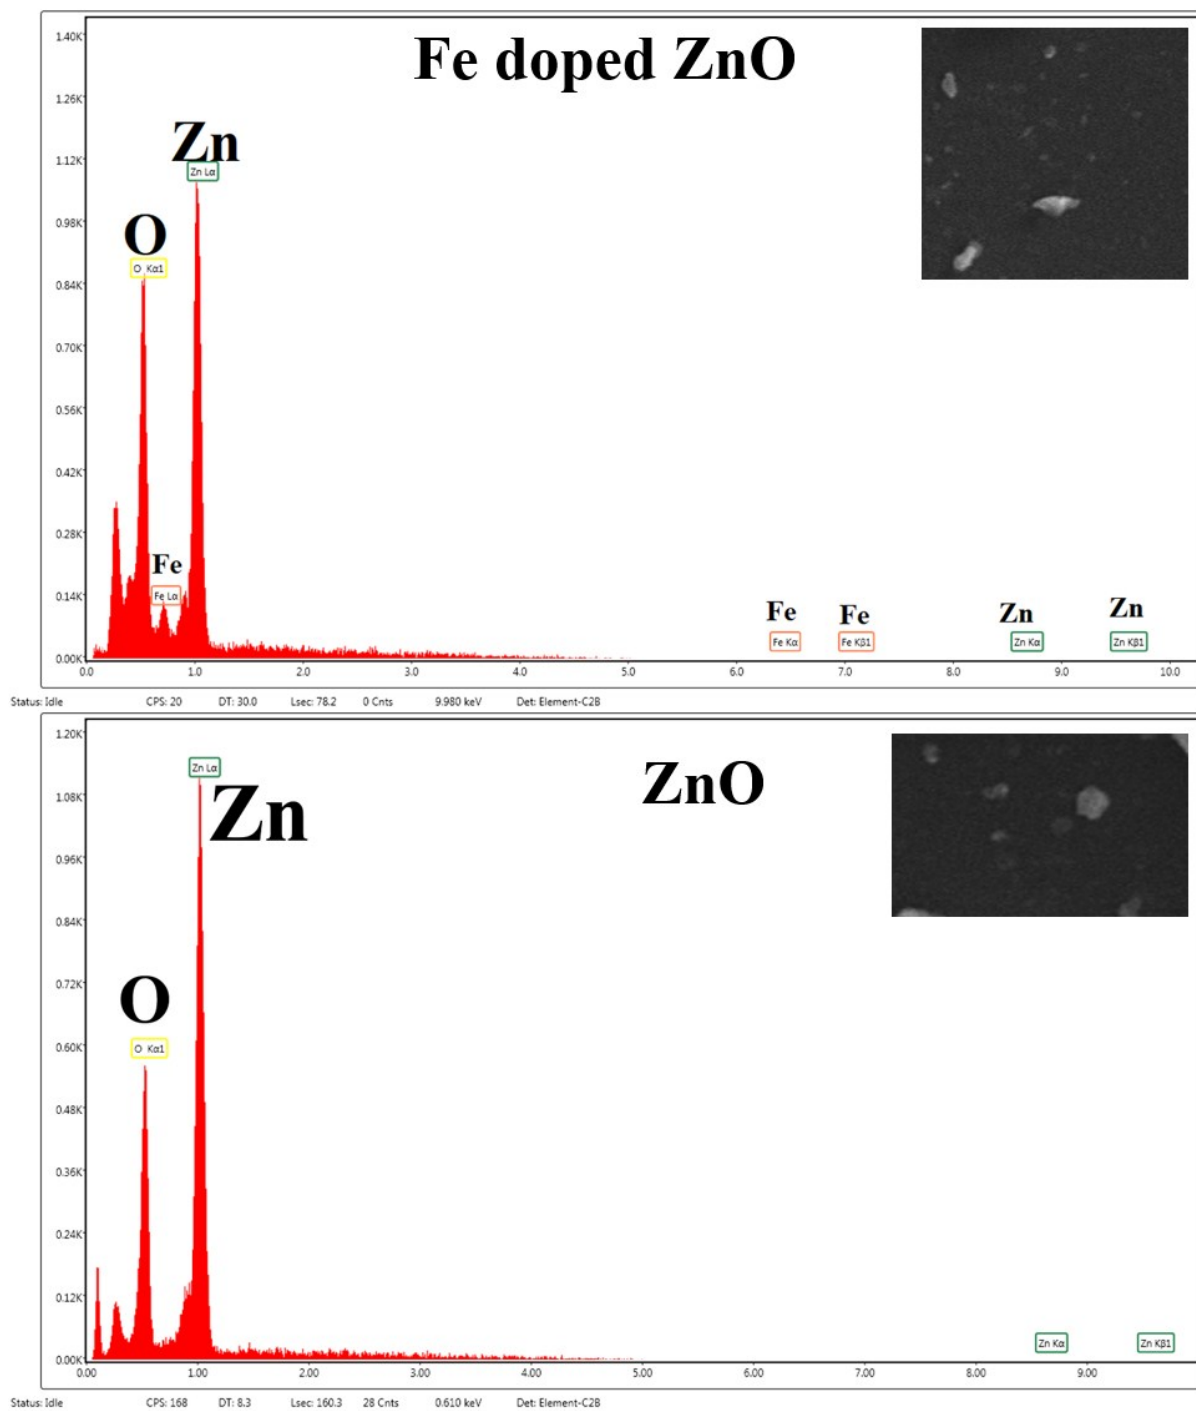 Fe doped ZnO
1.40K
1.26K
1.12K
0.98K
0.84K
0.70K
0.56K
0.42K
0.28K
0.14K
0.00K
Zn
Zn Lα
O
O Kα1
Fe
Fe Lα
Fe
Fe Kα
Fe
Fe Kβ1
Zn
Zn Kα
Zn
Zn Kβ1
0.0 1.0 2.0 3.0 4.0 5.0 6.0 7.0 8.0 9.0 10.0
Status: Idle CPS: 20 DT: 30.0 Lsec: 78.2 0 Cnts 9.980 keV Det: Element-C2B
ZnO
1.20K
1.08K
0.96K
0.84K
0.72K
0.60K
0.48K
0.36K
0.24K
0.12K
0.00K
Zn Lα
Zn
O
O Kα1
Zn Kα
Zn Kβ1
0.00 1.00 2.00 3.00 4.00 5.00 6.00 7.00 8.00 9.00
Status: Idle CPS: 168 DT: 8.3 Lsec: 160.3 28 Cnts 0.610 keV Det: Element-C2B